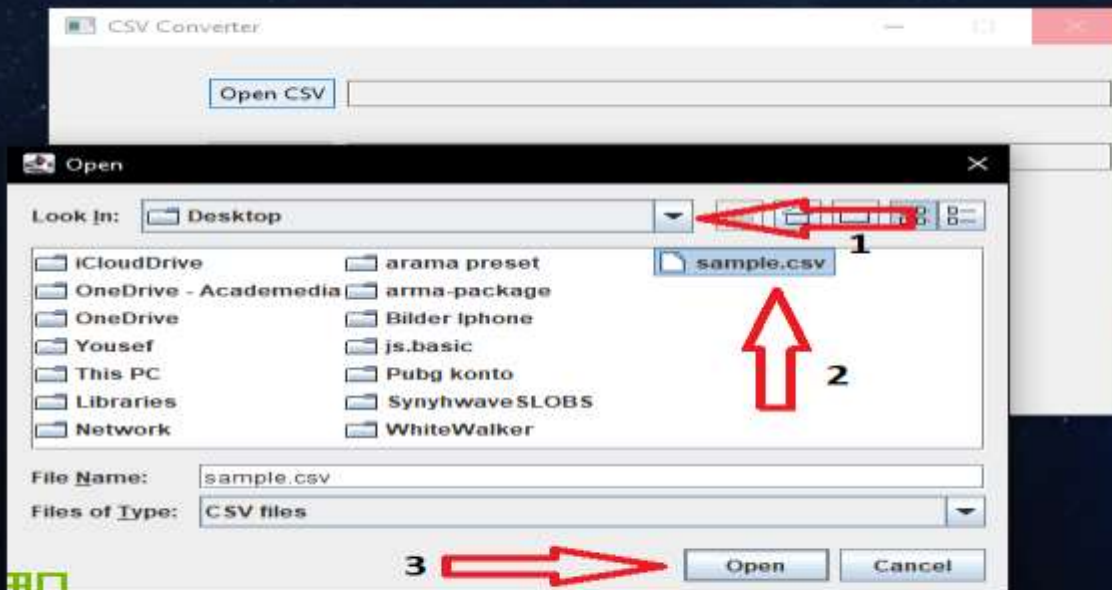 CSV Converter
Open CSV
Open
Look In: Desktop
1
iCloudDrive
OneDrive - Academedia
OneDrive
Yousef
This PC
Libraries
Network
arama preset
arma-package
Bilder Iphone
js.basic
Pubg konto
SynyhwaveSLOBS
WhiteWalker
sample.csv
2
File Name: sample.csv
Files of Type: CSV files
3
Open Cancel